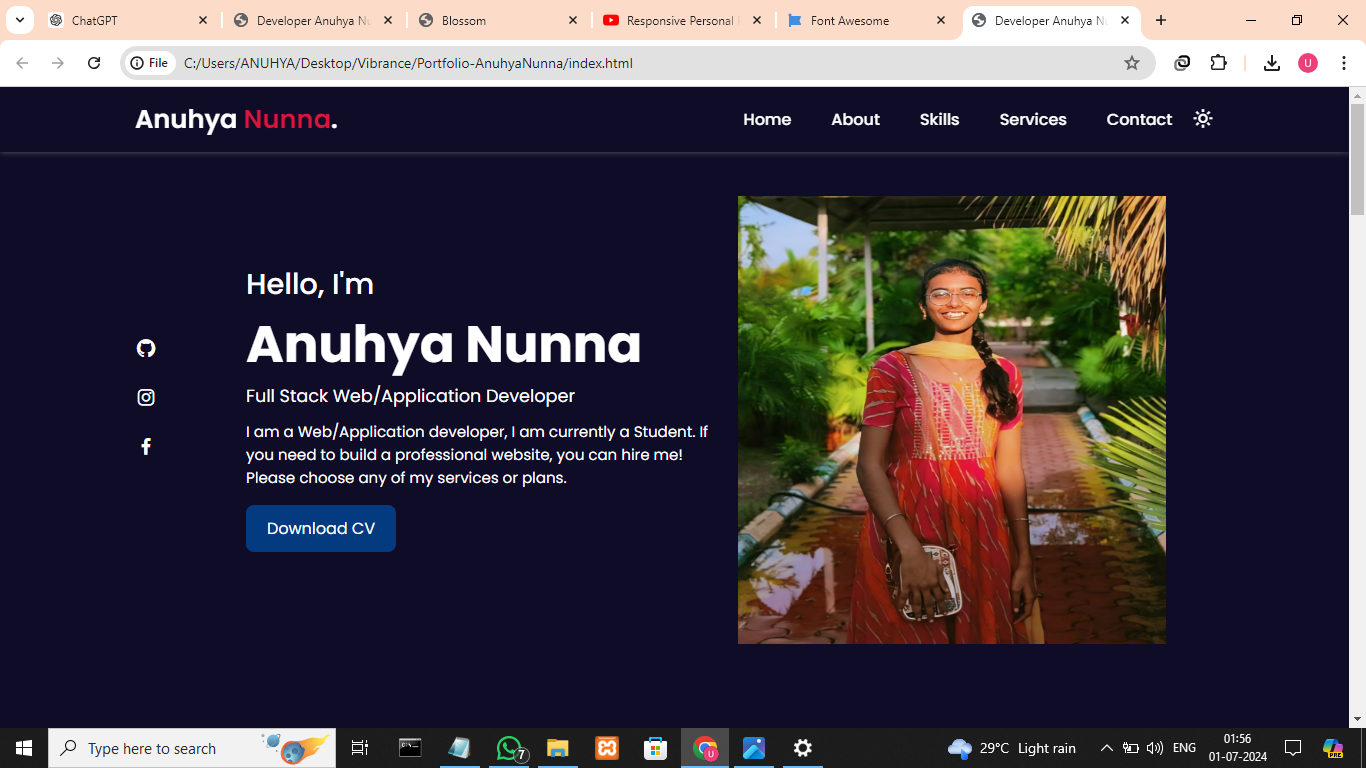 ChatGPT
Developer Anuhya Nu
Blossom
Responsive Personal
Font Awesome
Developer Anuhya Nu
File
C:/Users/ANUHYA/Desktop/Vibrance/Portfolio-AnuhyaNunna/index.html
U
Anuhya Nunna.
Home
About
Skills
Services
Contact
Hello, I'm
Anuhya Nunna
Full Stack Web/Application Developer
I am a Web/Application developer, I am currently a Student. If
you need to build a professional website, you can hire me!
Please choose any of my services or plans.
Download CV
Type here to search
7
U
29°C Light rain
ENG
01:56
01-07-2024
PRE